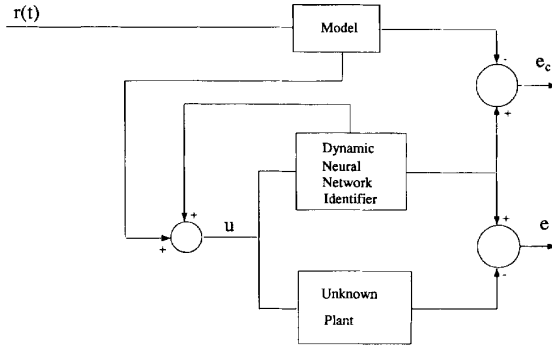 r(t)
Model
-
e_c
+
Dynamic
Neural
Network
Identifier
+
+
u
+
e
-
Unknown
Plant